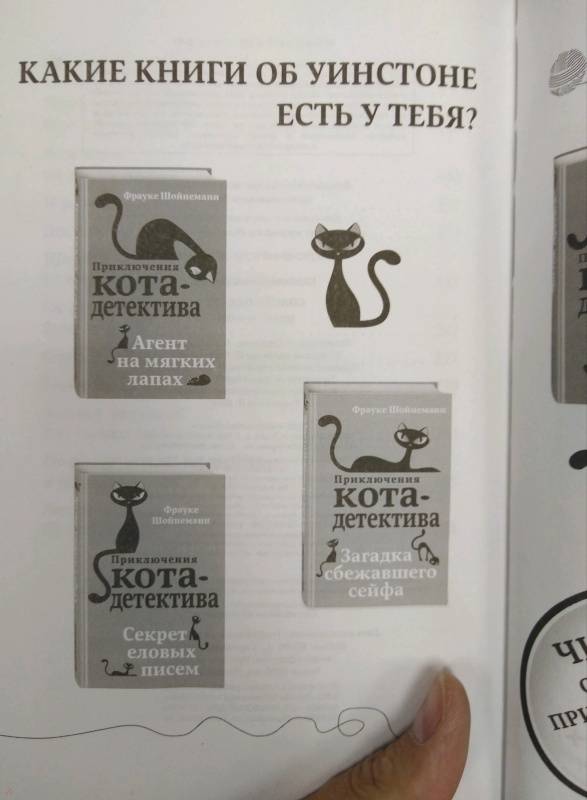 КАКИЕ КНИГИ ОБ УИНСТОНЕ
ЕСТЬ У ТЕБЯ?
Фрауке Шойнеманн
Приключения
кота-
детектива
Агент
на мягких
лапах
Фрауке Шойнеманн
Приключения
кота-
детектива
Загадка
сбежавшего
сейфа
Фрауке
Шойнеманн
Приключения
кота-
детектива
Секрет
еловых
писем